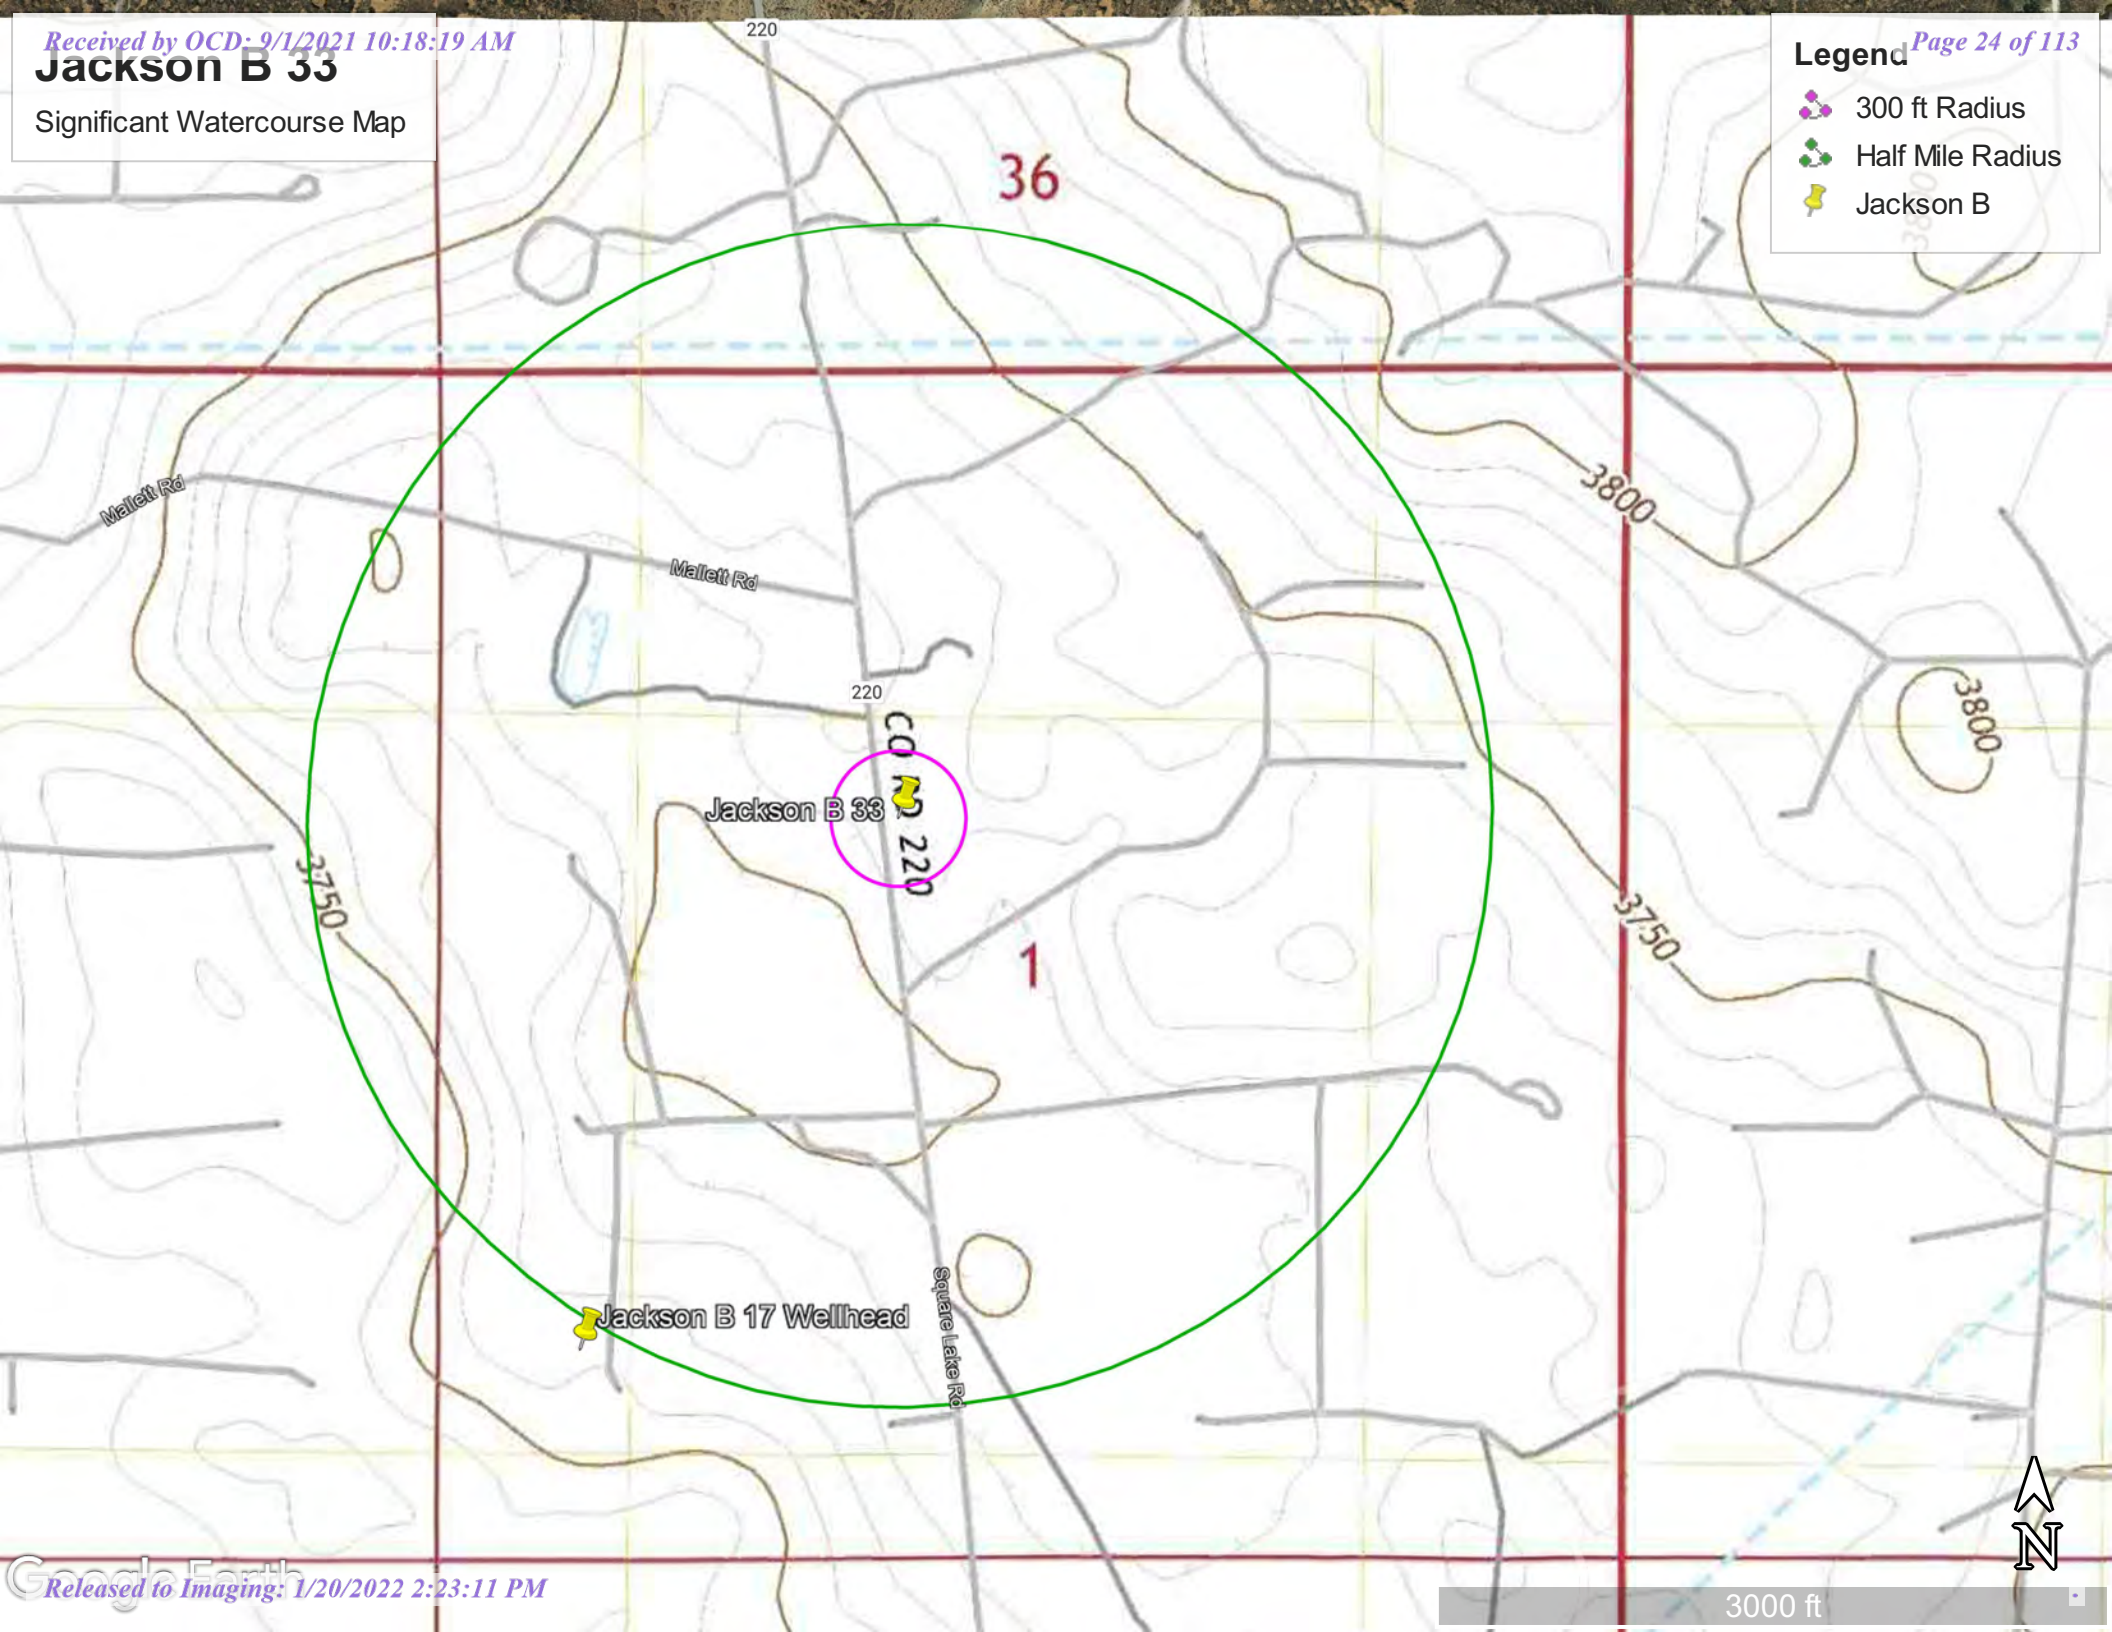 Received by OCD: 9/1/2021 10:18:19 AM
Page 24 of 113
Jackson B 33
Significant Watercourse Map
Legend
300 ft Radius
Half Mile Radius
Jackson B
220
36
3800
Mallett Rd
3800
Mallett Rd
220
3800
CO RD 220
Jackson B 33
3750
3750
1
Square Lake Rd
Jackson B 17 Wellhead
N
Google Earth
Released to Imaging: 1/20/2022 2:23:11 PM
3000 ft